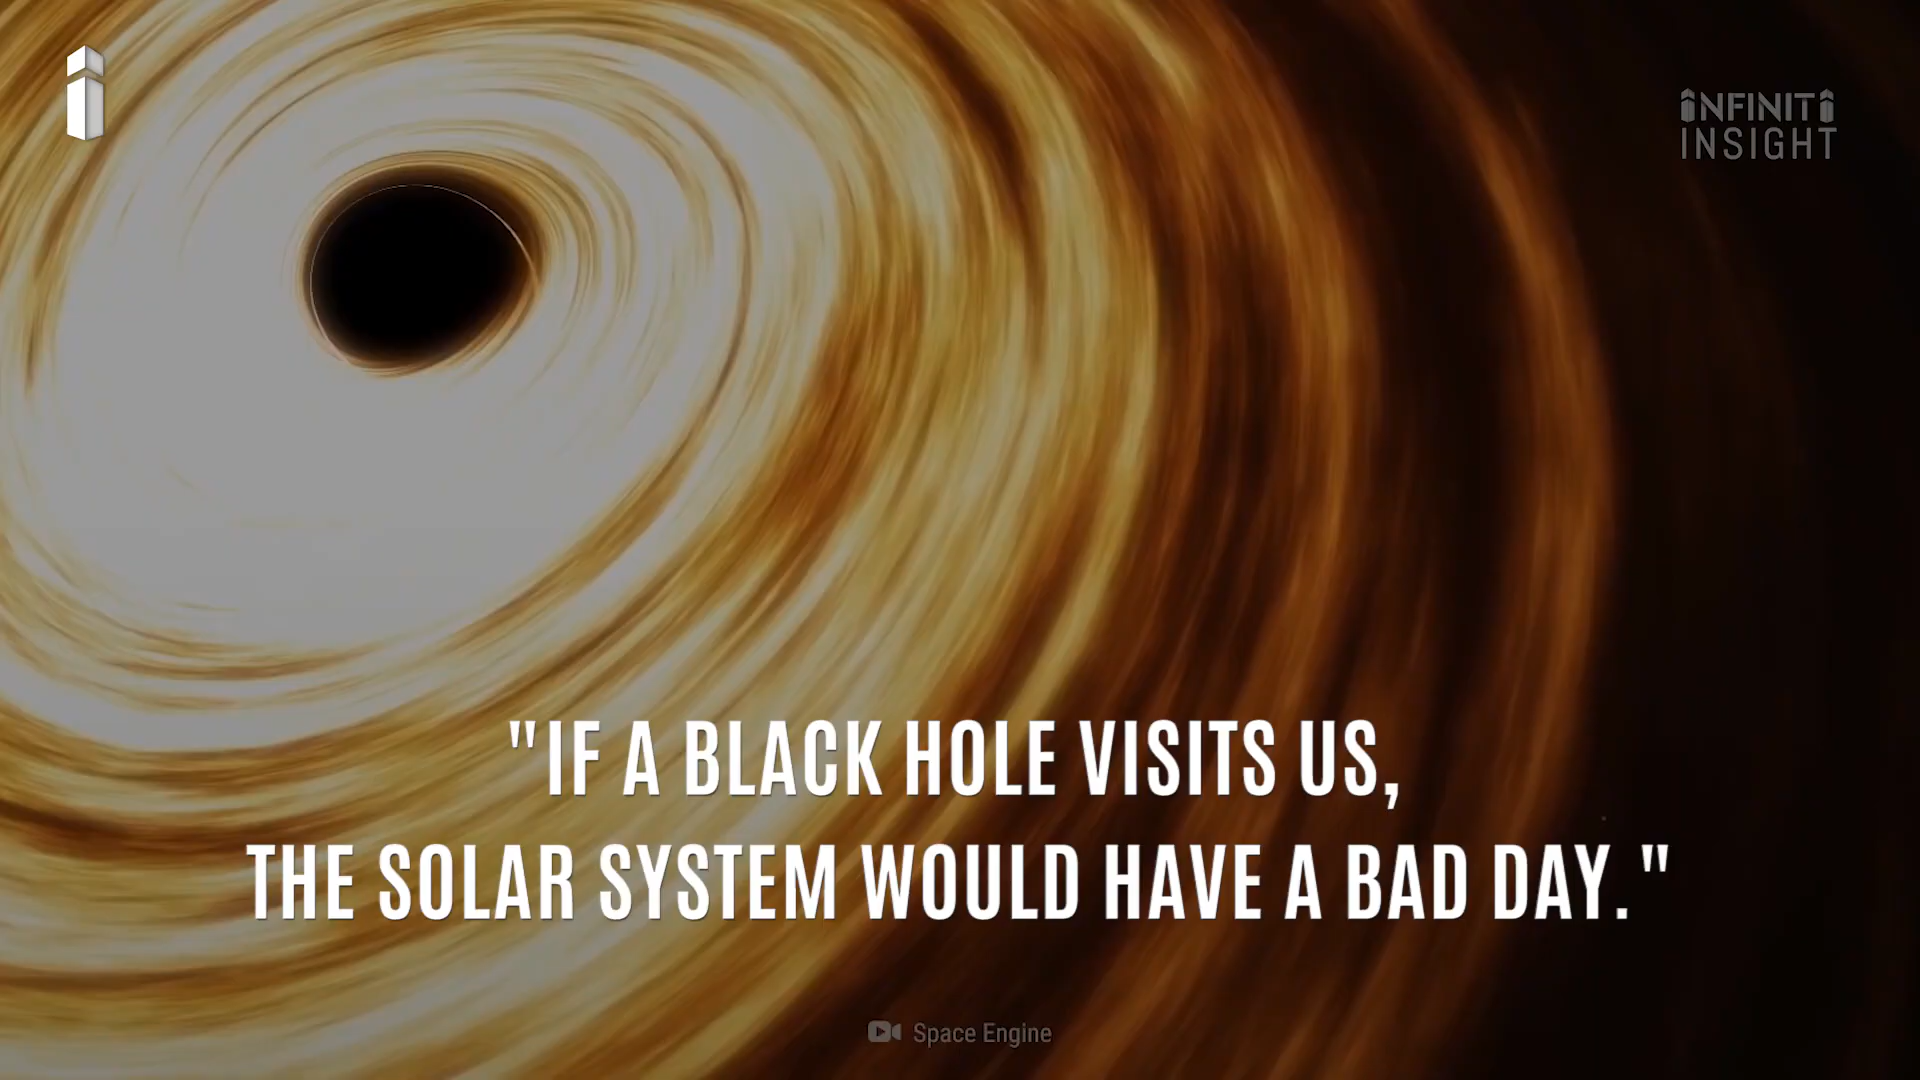 INFINITI
INSIGHT
"IF A BLACK HOLE VISITS US,
THE SOLAR SYSTEM WOULD HAVE A BAD DAY."
Space Engine